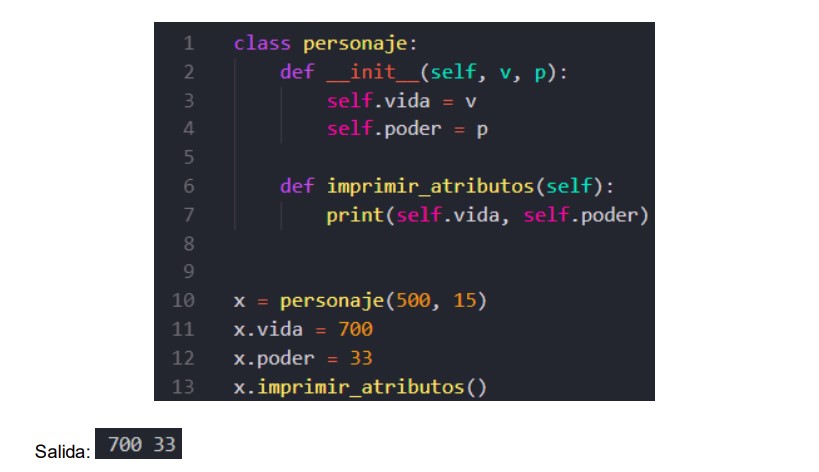 1 class personaje:
2     def __init__(self, v, p):
3         self.vida = v
4         self.poder = p
5
6     def imprimir_atributos(self):
7         print(self.vida, self.poder)
8
9
10 x = personaje(500, 15)
11 x.vida = 700
12 x.poder = 33
13 x.imprimir_atributos()
Salida: 700 33